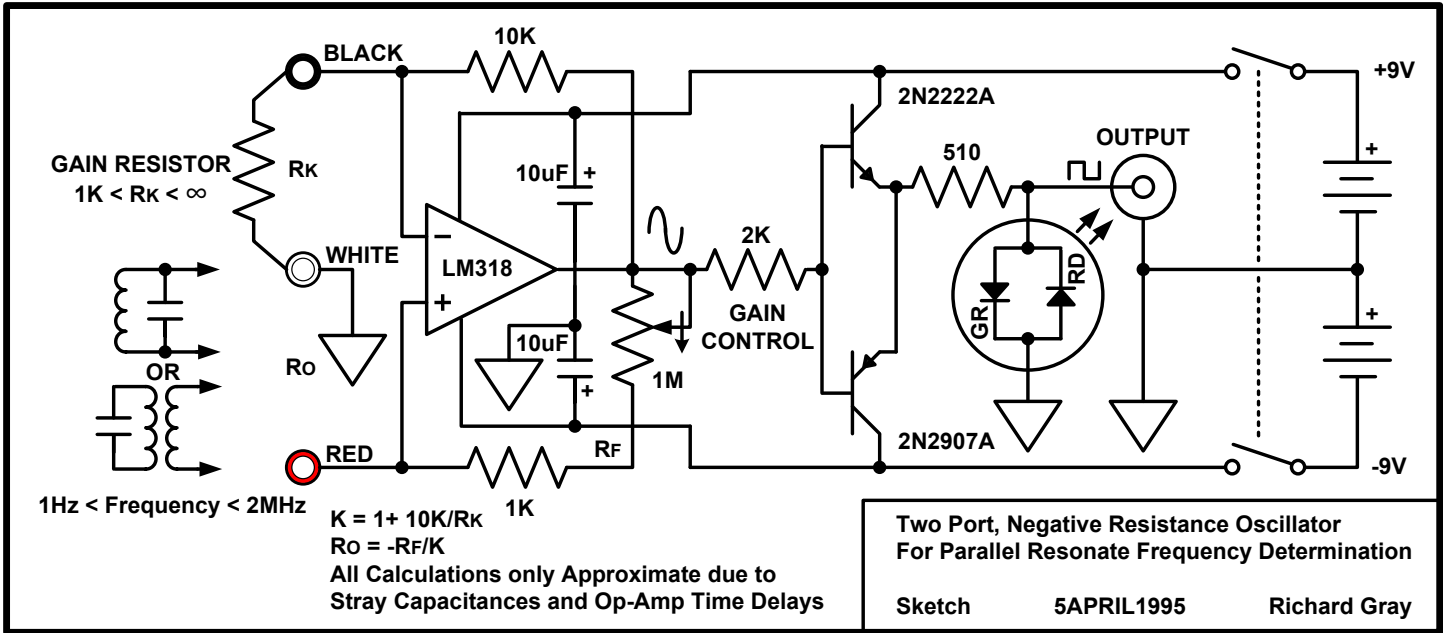 10K
BLACK
+9V
2N2222A
OUTPUT
GAIN RESISTOR
1K < RK < ∞
RK
10uF +
510
+
2K
WHITE
LM318
−
+
GAIN
CONTROL
GR
RD
OR
RO
10uF
+
1M
+
RED
RF
2N2907A
-9V
1K
1Hz < Frequency < 2MHz
K = 1+ 10K/RK
RO = -RF/K
All Calculations only Approximate due to
Stray Capacitances and Op-Amp Time Delays
Two Port, Negative Resistance Oscillator
For Parallel Resonate Frequency Determination
Sketch 5APRIL1995 Richard Gray